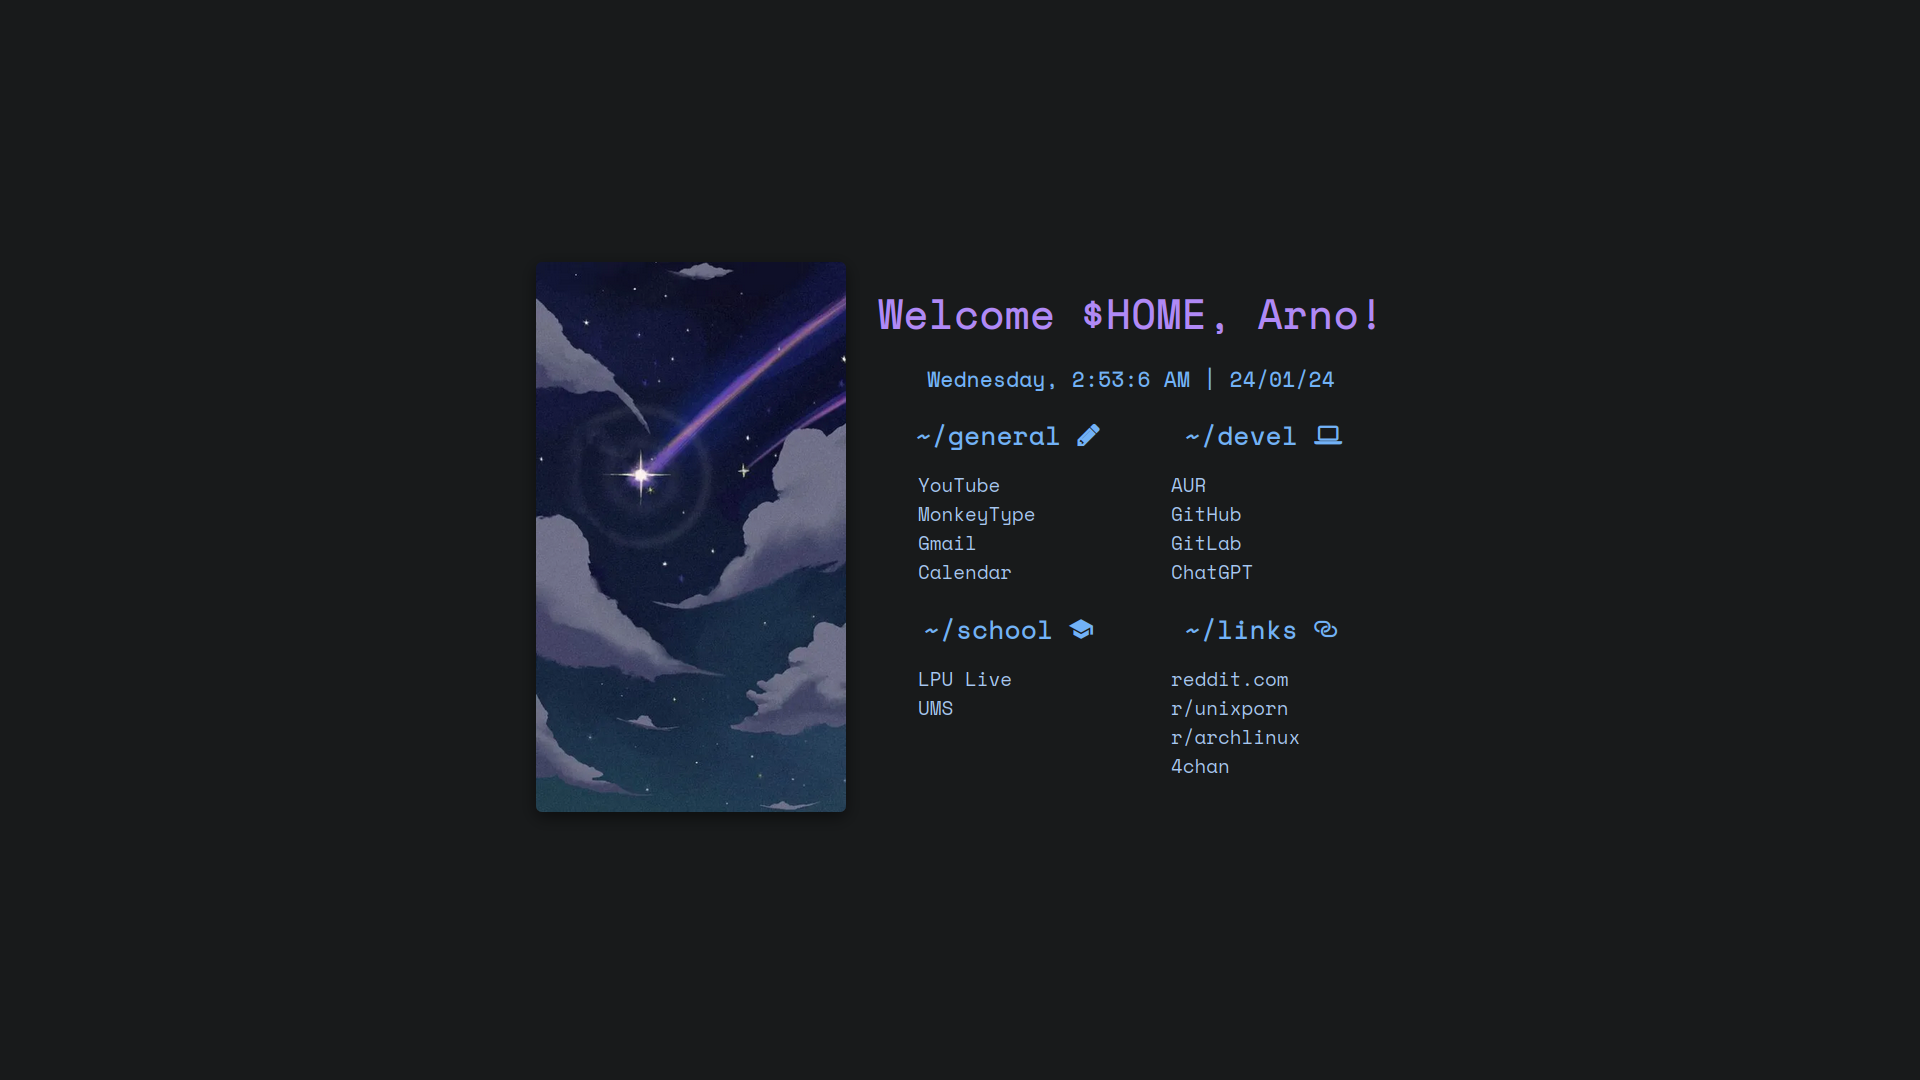 Welcome $HOME, Arno!
Wednesday, 2:53:6 AM | 24/01/24
~/general
YouTube
MonkeyType
Gmail
Calendar
~/devel
AUR
GitHub
GitLab
ChatGPT
~/school
LPU Live
UMS
~/links
reddit.com
r/unixporn
r/archlinux
4chan